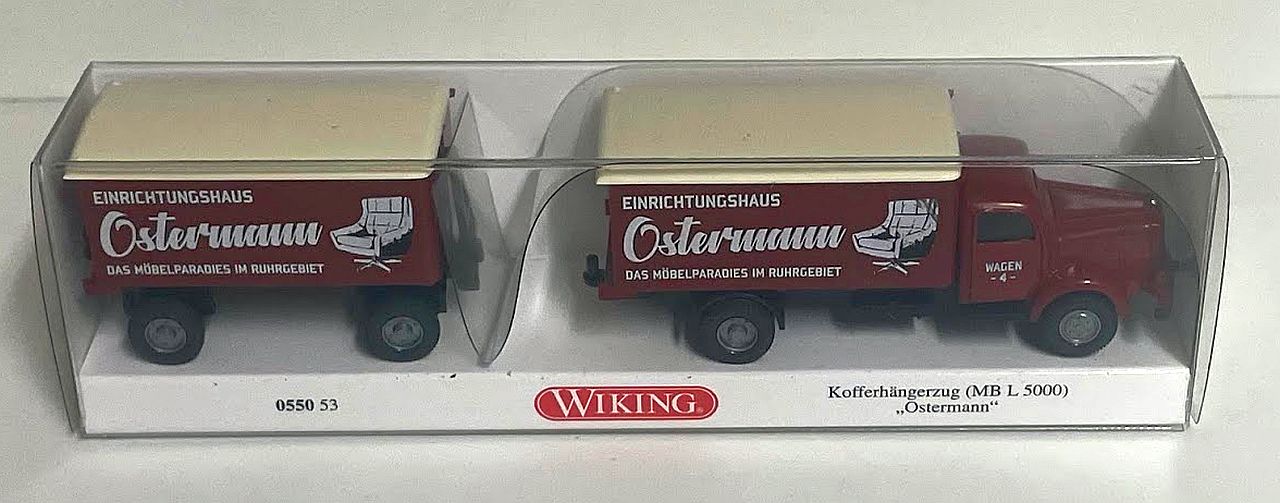 EINRICHTUNGSHAUS
Ostermann
DAS MÖBELPARADIES IM RUHRGEBIET
EINRICHTUNGSHAUS
Ostermann
DAS MÖBELPARADIES IM RUHRGEBIET
WAGEN
-4-
0550 53
WIKING
Kofferhängerzug (MB L 5000)
„Ostermann“